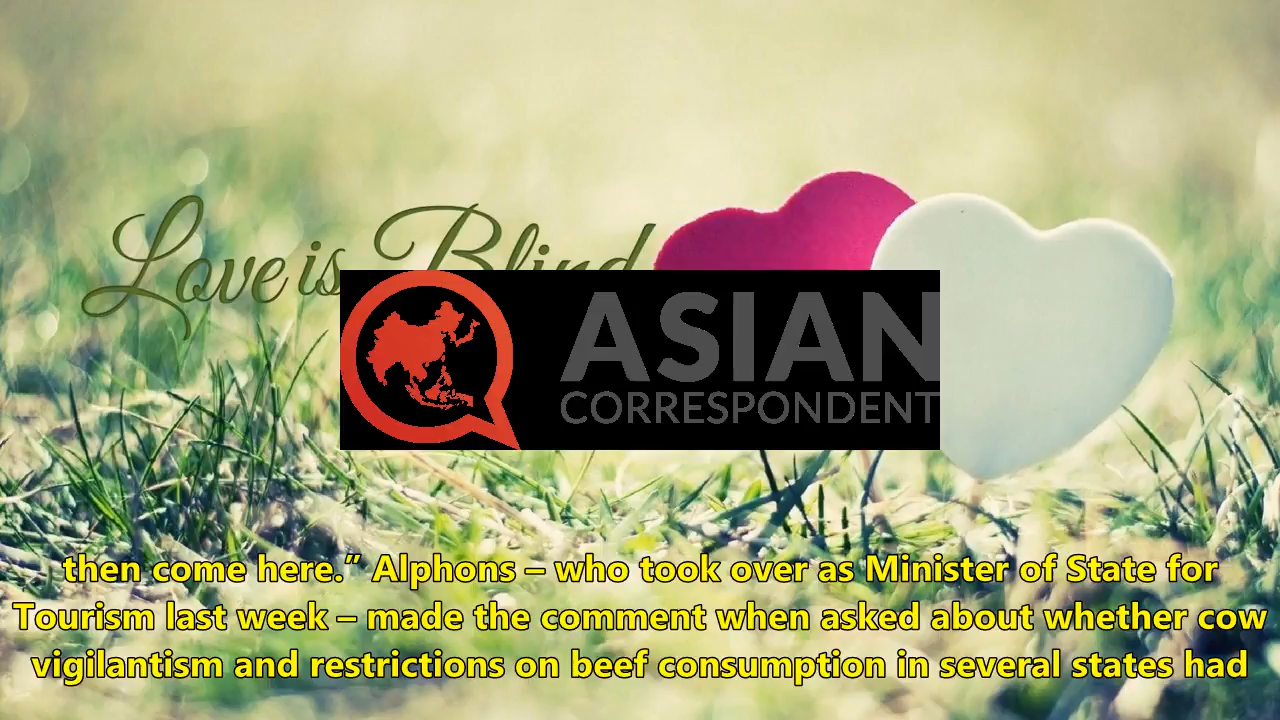 Love is Blind
ASIAN
CORRESPONDENT
then come here.” Alphons – who took over as Minister of State for
Tourism last week – made the comment when asked about whether cow
vigilantism and restrictions on beef consumption in several states had